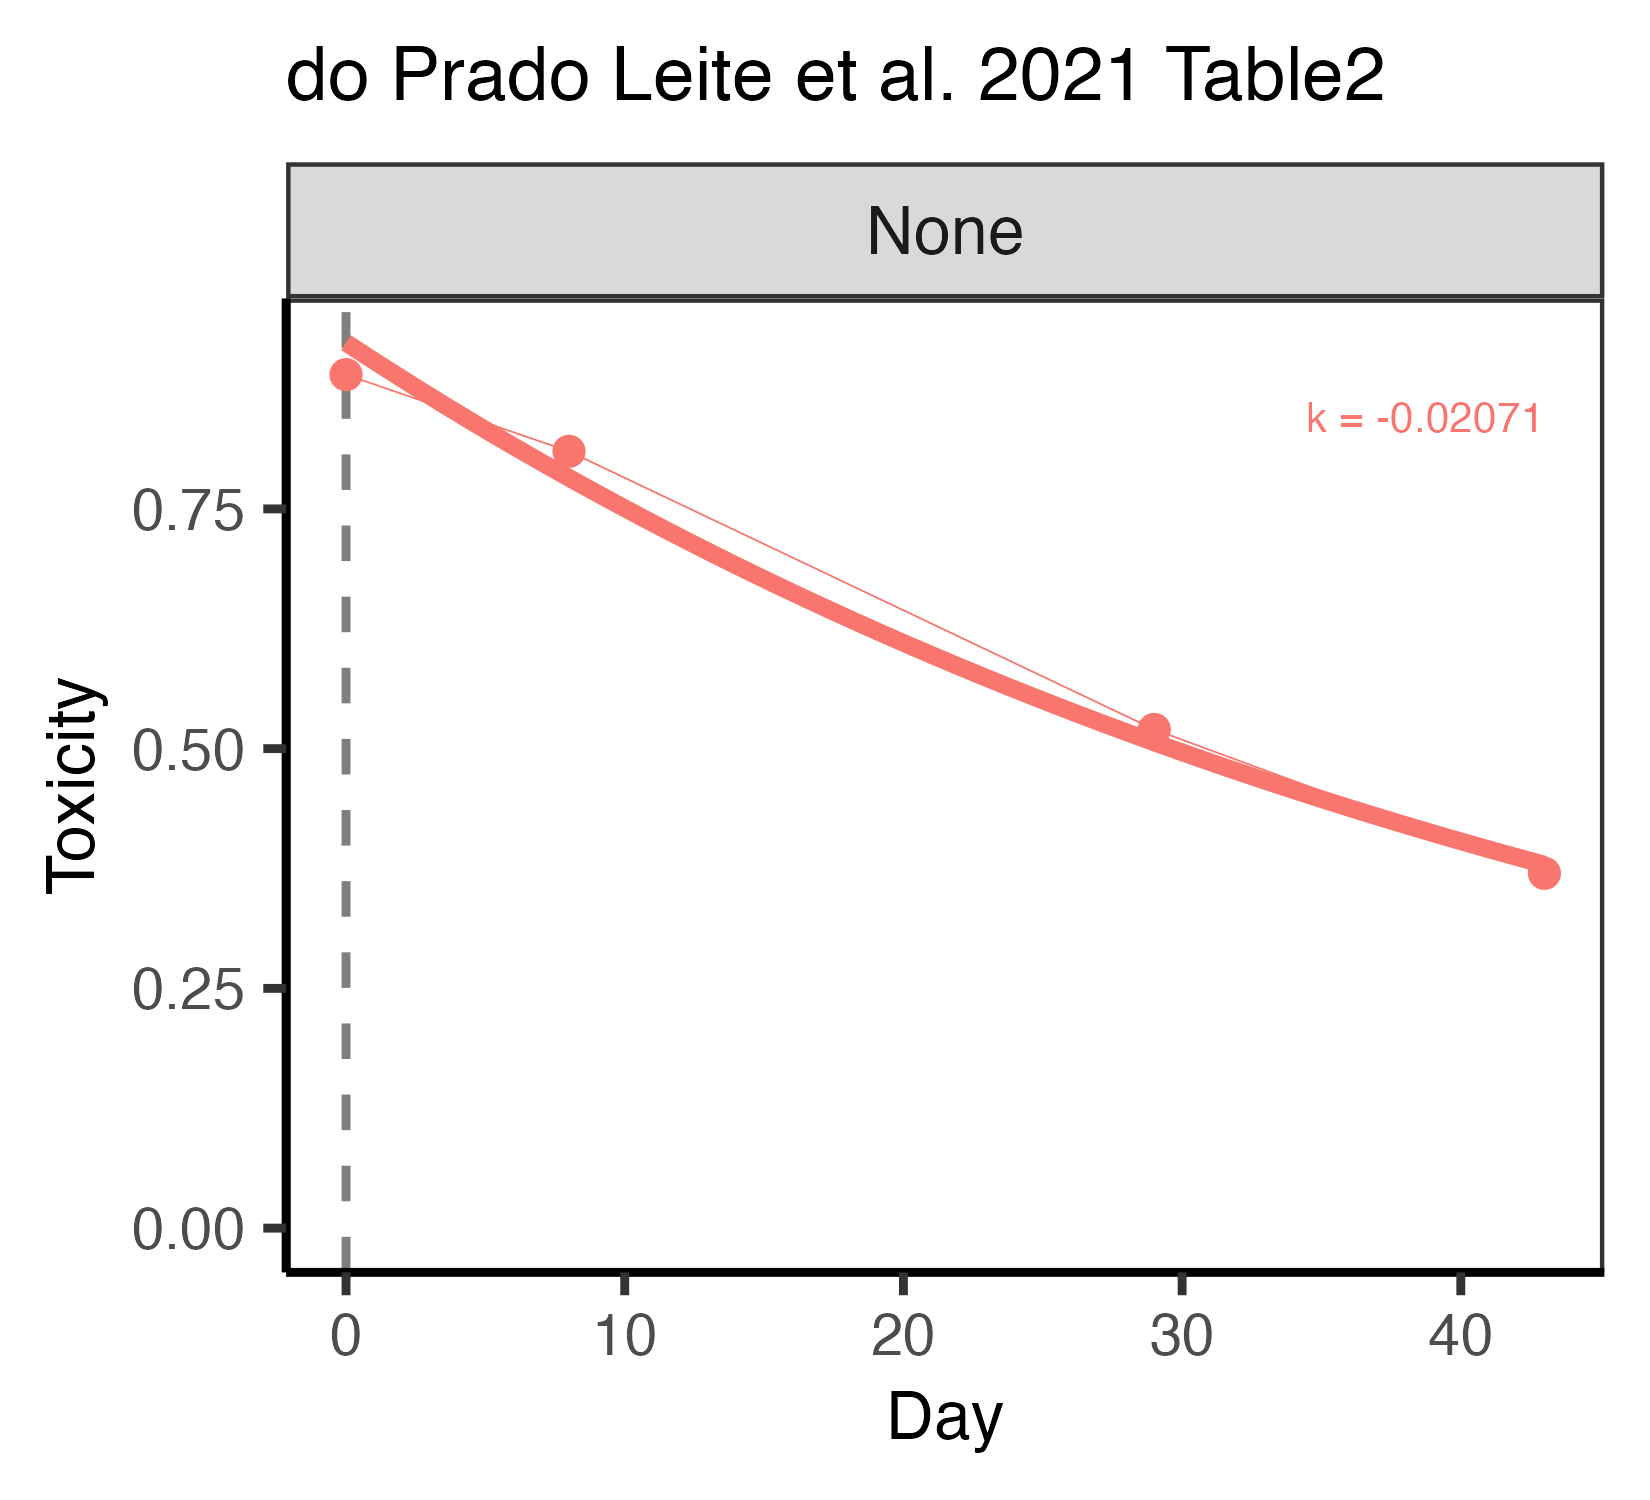 do Prado Leite et al. 2021 Table2
None
k = -0.02071
Toxicity
0.75
0.50
0.25
0.00
0 10 20 30 40
Day